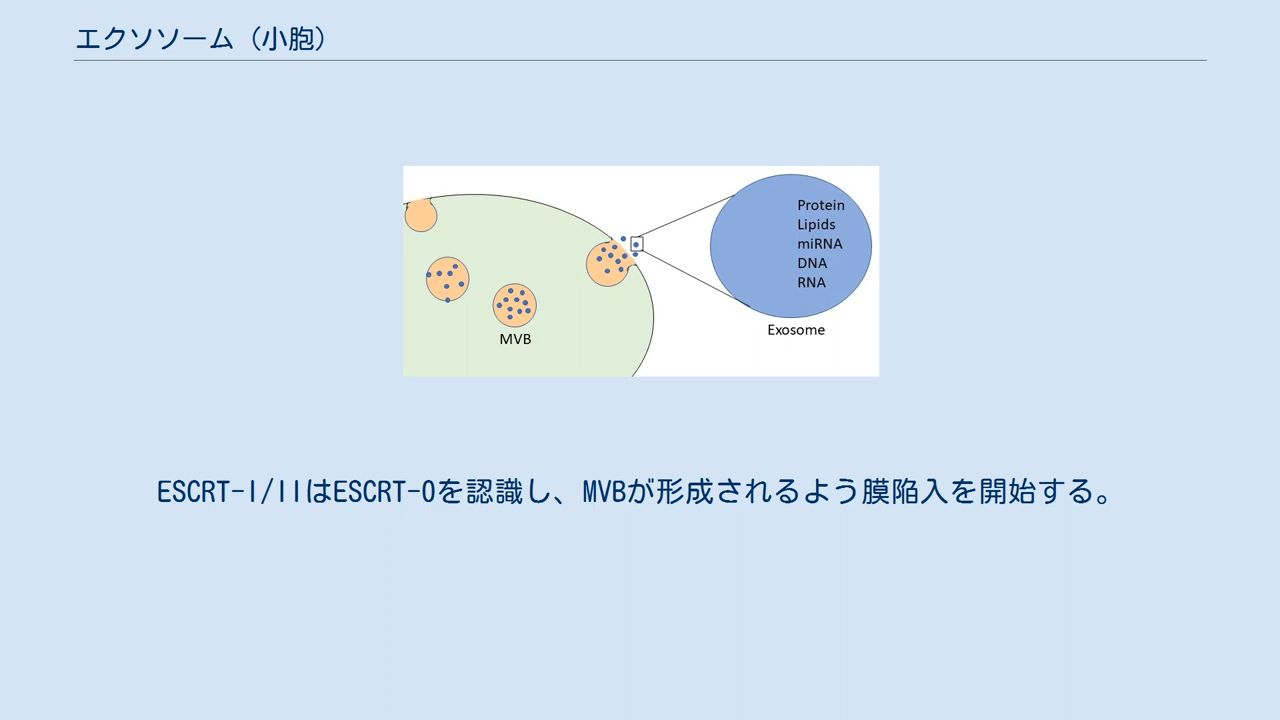 エクソソーム（小胞）
Protein
Lipids
miRNA
DNA
RNA
Exosome
MVB
ESCRT-I/IIはESCRT-0を認識し、MVBが形成されるよう膜陥入を開始する。